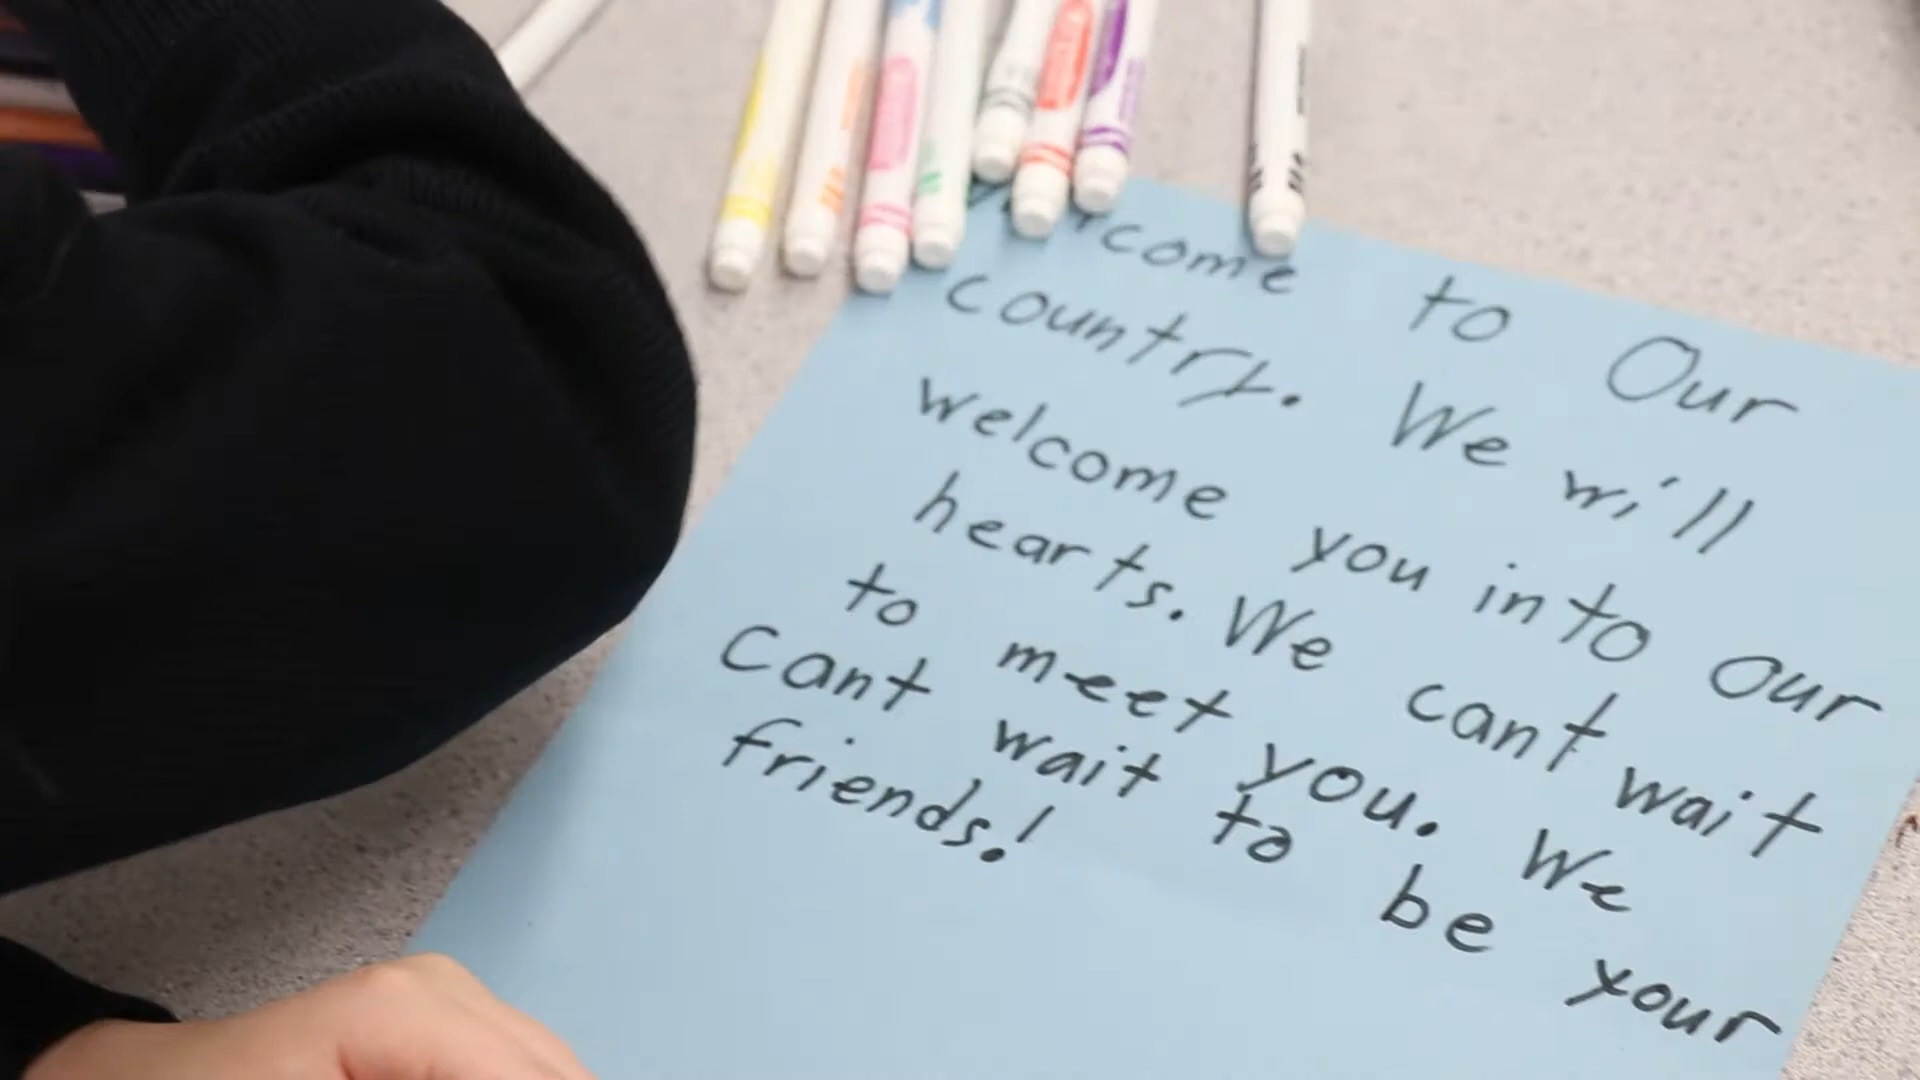 Welcome to Our
country. We will
welcome you into our
hearts. We cant wait
to meet you. We
Cant wait to be your
friends!